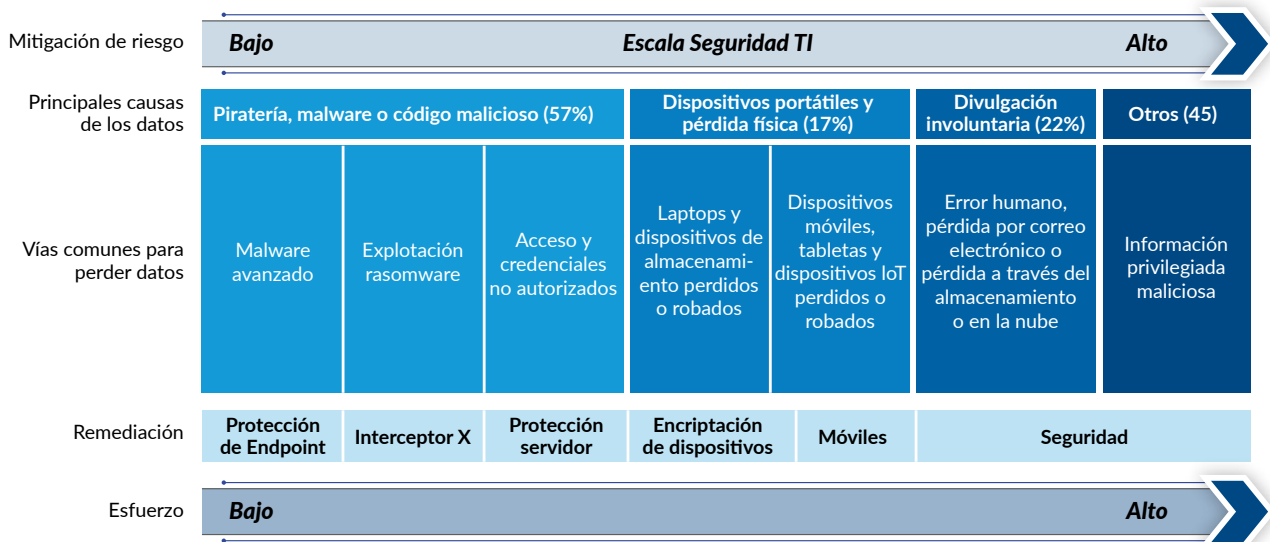 Mitigación de riesgo
Bajo
Escala Seguridad TI
Alto
Principales causas
de los datos
Piratería, malware o código malicioso (57%)
Dispositivos portátiles y
pérdida física (17%)
Divulgación
involuntaria (22%)
Otros (45)
Vías comunes para
perder datos
Malware
avanzado
Explotación
rasomware
Acceso y
credenciales
no autorizados
Laptops y
dispositivos de
almacenami-
ento perdidos
o robados
Dispositivos
móviles,
tabletas y
dispositivos IoT
perdidos o
robados
Error humano,
pérdida por correo
electrónico o
pérdida a través del
almacenamiento
o en la nube
Información
privilegiada
maliciosa
Remediación
Protección
de Endpoint
Interceptor X
Protección
servidor
Encriptación
de dispositivos
Móviles
Seguridad
Esfuerzo
Bajo
Alto